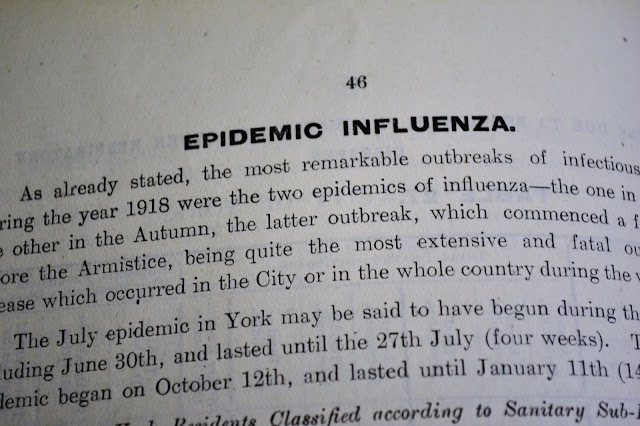 46
EPIDEMIC INFLUENZA.
As already stated, the most remarkable outbreaks of infectious
ring the year 1918 were the two epidemics of influenza—the one in
other in the Autumn, the latter outbreak, which commenced a f
ore the Armistice, being quite the most extensive and fatal ou
ease which occurred in the City or in the whole country during the
The July epidemic in York may be said to have begun during th
luding June 30th, and lasted until the 27th July (four weeks). T
demic began on October 12th, and lasted until January 11th (14
Residents Classified according to Sanitary Sub-